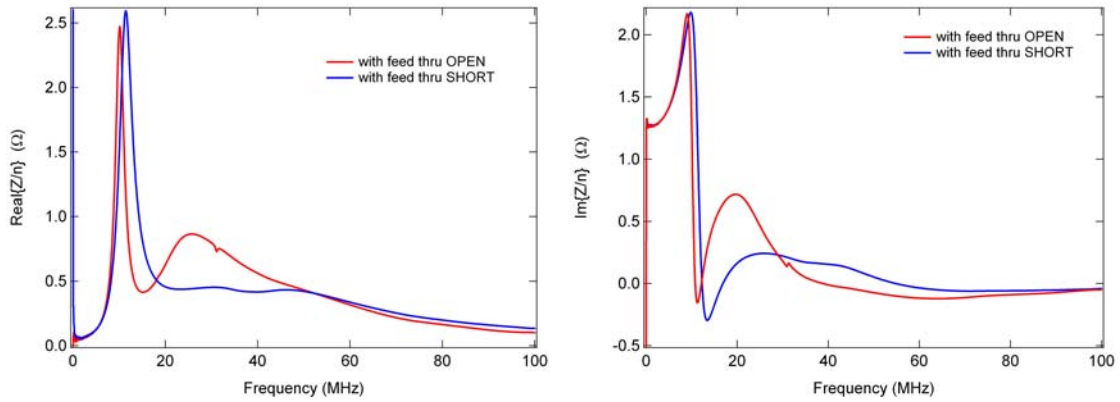 2.5
2.0
1.5
1.0
0.5
0.0
Real{Z/n} (Ω)
with feed thru OPEN
with feed thru SHORT
0 20 40 60 80 100
Frequency (MHz)
2.0
1.5
1.0
0.5
0.0
-0.5
Im{Z/n} (Ω)
with feed thru OPEN
with feed thru SHORT
0 20 40 60 80 100
Frequency (MHz)